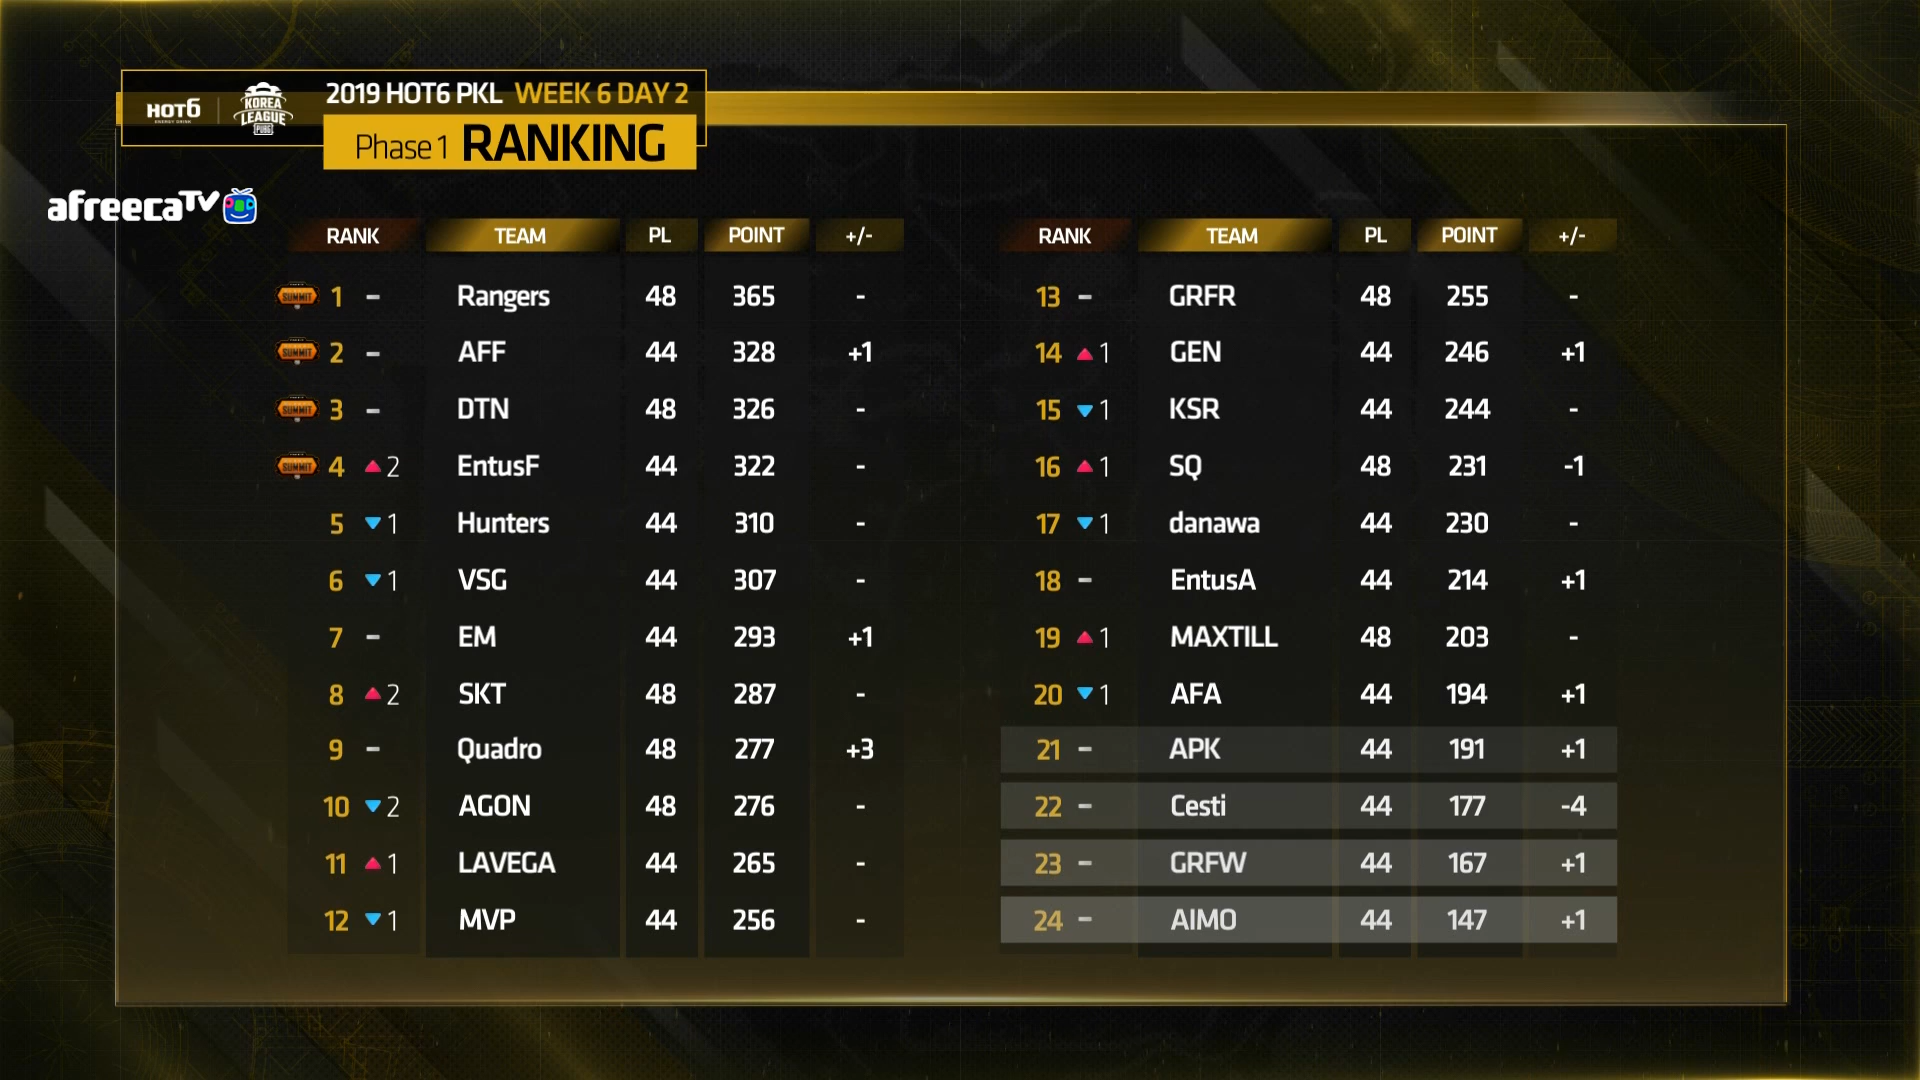 HOT6
ENERGY DRINK
KOREA
LEAGUE
PUBG
2019 HOT6 PKL WEEK 6 DAY 2
Phase 1 RANKING
afreecaTV
RANK TEAM PL POINT +/-
SUMMIT 1 - Rangers 48 365 -
SUMMIT 2 - AFF 44 328 +1
SUMMIT 3 - DTN 48 326 -
SUMMIT 4 ▲ 2 EntusF 44 322 -
5 ▼ 1 Hunters 44 310 -
6 ▼ 1 VSG 44 307 -
7 - EM 44 293 +1
8 ▲ 2 SKT 48 287 -
9 - Quadro 48 277 +3
10 ▼ 2 AGON 48 276 -
11 ▲ 1 LAVEGA 44 265 -
12 ▼ 1 MVP 44 256 -
RANK TEAM PL POINT +/-
13 - GRFR 48 255 -
14 ▲ 1 GEN 44 246 +1
15 ▼ 1 KSR 44 244 -
16 ▲ 1 SQ 48 231 -1
17 ▼ 1 danawa 44 230 -
18 - EntusA 44 214 +1
19 ▲ 1 MAXTILL 48 203 -
20 ▼ 1 AFA 44 194 +1
21 - APK 44 191 +1
22 - Cesti 44 177 -4
23 - GRFW 44 167 +1
24 - AIMO 44 147 +1